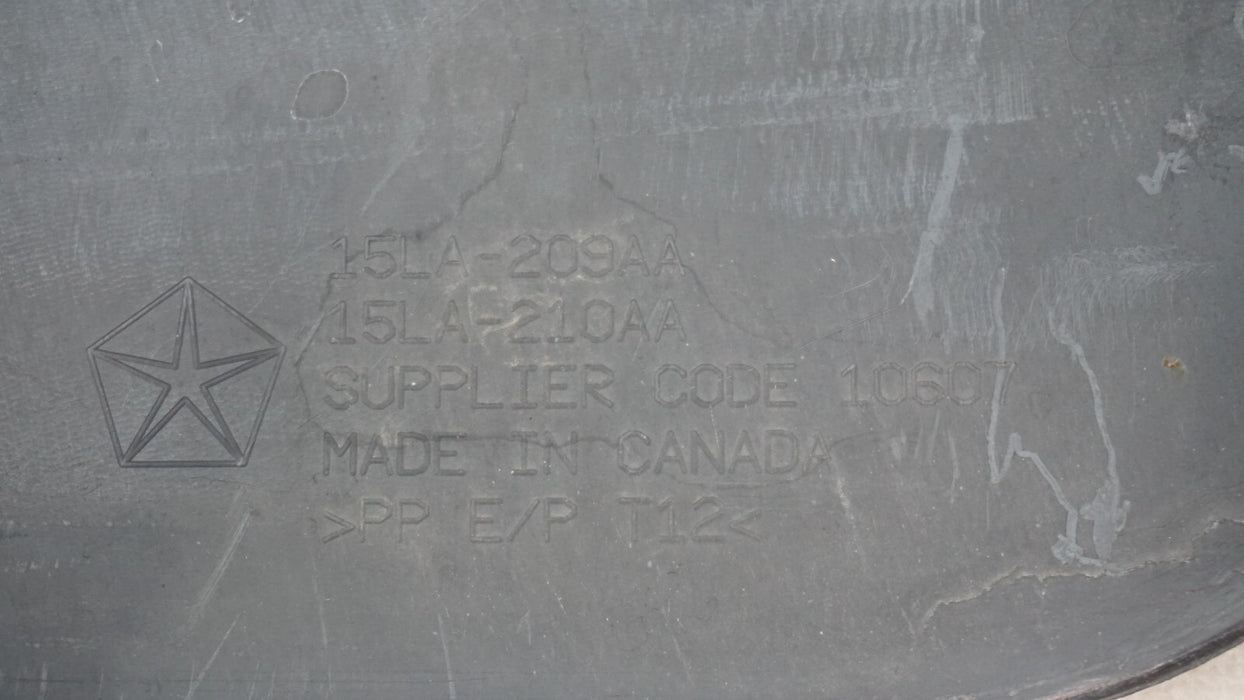 15LA-209AA
15LA-210AA
SUPPLIER CODE 10607
MADE IN CANADA
>PP E/P T12<